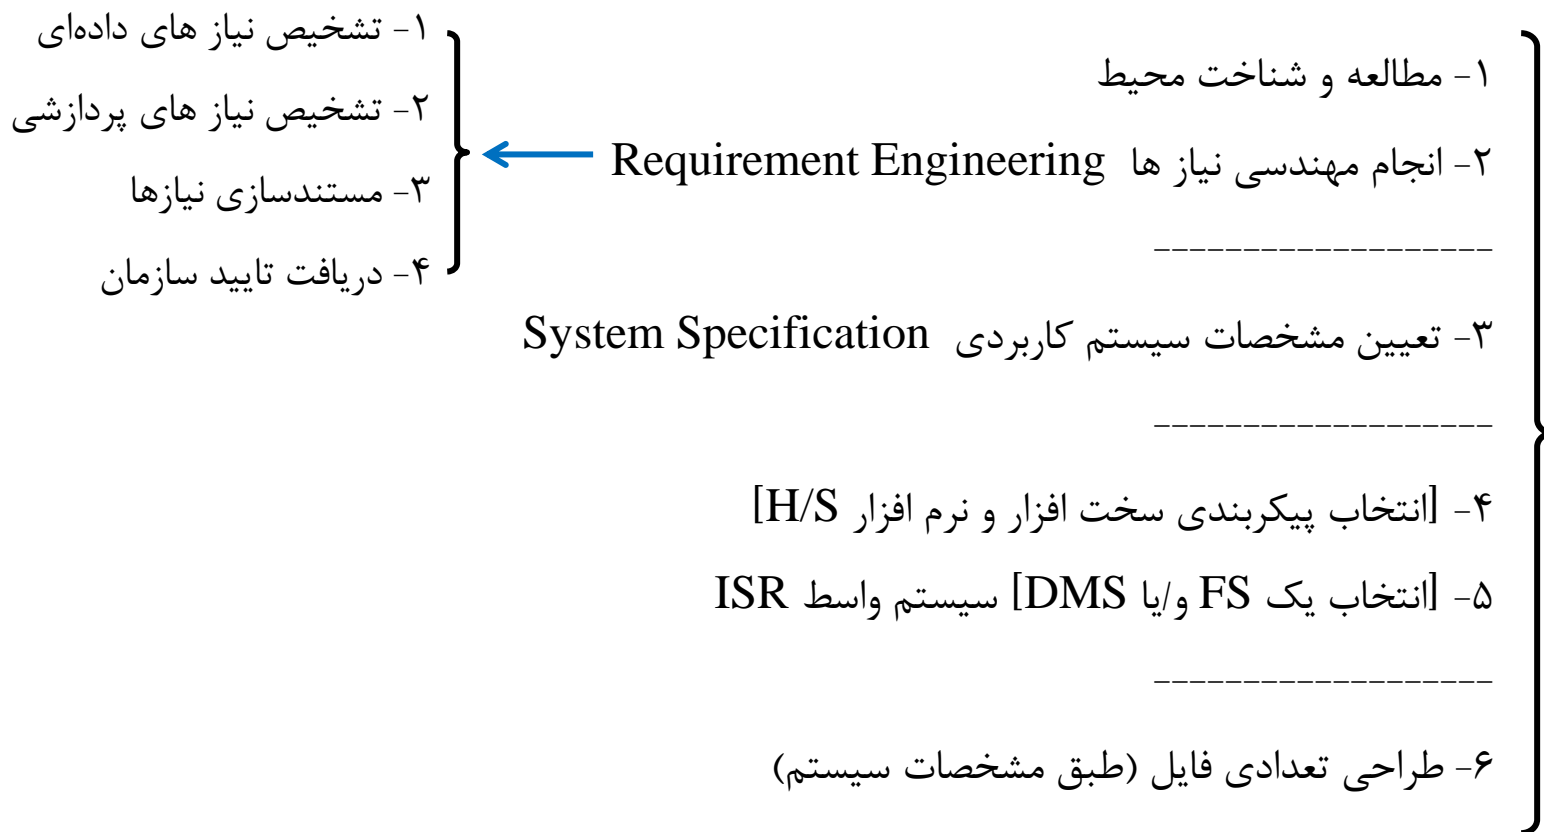 ۱- مطالعه و شناخت محیط
۲- انجام مهندسی نیاز ها Requirement Engineering
۱- تشخیص نیاز های داده‌ای
۲- تشخیص نیاز های پردازشی
۳- مستندسازی نیازها
۴- دریافت تایید سازمان
-------------------
۳- تعیین مشخصات سیستم کاربردی System Specification
-------------------
۴- [انتخاب پیکربندی سخت افزار و نرم افزار H/S]
۵- [انتخاب یک FS و/یا DMS] سیستم واسط ISR
-------------------
۶- طراحی تعدادی فایل (طبق مشخصات سیستم)